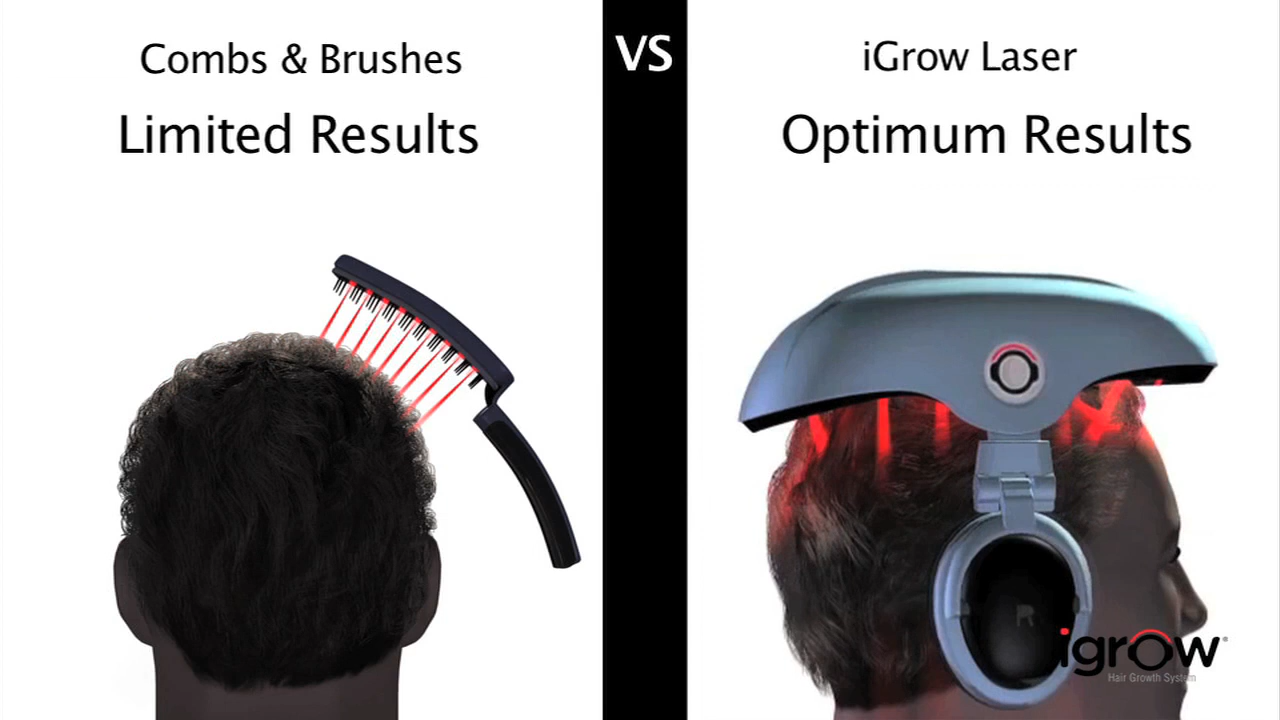 Combs & Brushes
Limited Results
VS
iGrow Laser
Optimum Results
R
igrow®
Hair Growth System